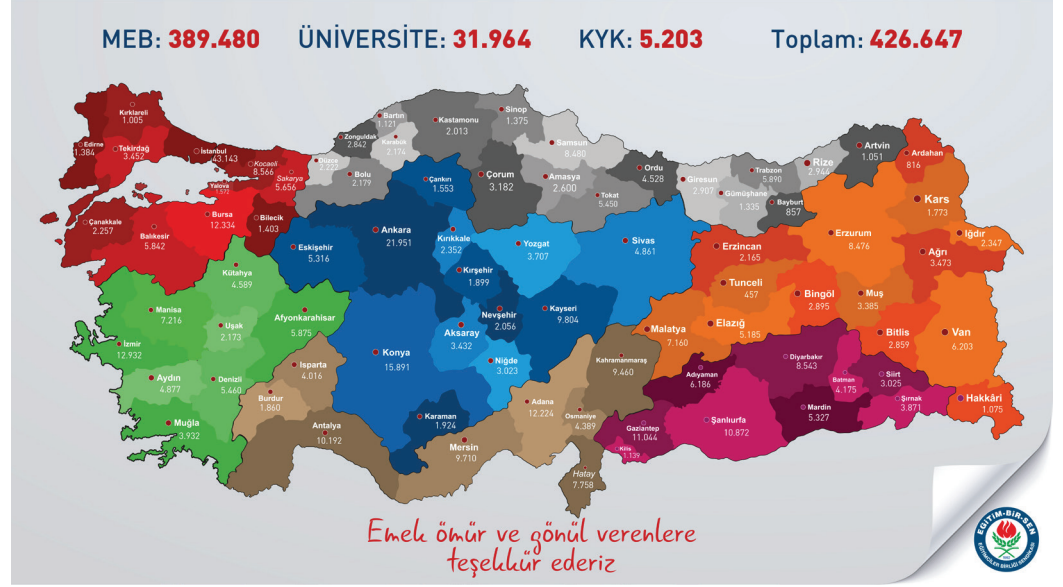 MEB: 389.480 ÜNİVERSİTE: 31.964 KYK: 5.203 Toplam: 426.647
Kırklareli
1.005
Edirne
1.384
Tekirdağ
3.452
İstanbul
43.143
Kocaeli
8.566
Sakarya
5.656
Yalova
1.572
Bursa
12.334
Bilecik
1.403
Çanakkale
2.257
Balıkesir
5.842
Kütahya
4.589
Manisa
7.216
Uşak
2.173
Afyonkarahisar
5.875
İzmir
12.932
Aydın
4.877
Denizli
5.460
Muğla
3.932
Düzce
2.222
Bolu
2.179
Zonguldak
2.842
Bartın
1.121
Karabük
2.174
Kastamonu
2.013
Sinop
1.375
Çorum
3.182
Samsun
8.480
Amasya
2.600
Tokat
5.450
Ordu
4.528
Giresun
2.907
Gümüşhane
1.335
Trabzon
5.890
Bayburt
857
Rize
2.944
Artvin
1.051
Çankırı
1.553
Ankara
21.951
Eskişehir
5.316
Kırıkkale
2.352
Kırşehir
1.899
Yozgat
3.707
Sivas
4.861
Nevşehir
2.056
Kayseri
9.804
Aksaray
3.432
Niğde
3.023
Konya
15.891
Karaman
1.924
Isparta
4.016
Burdur
1.860
Antalya
10.192
Mersin
9.710
Adana
12.224
Osmaniye
4.389
Kahramanmaraş
9.460
Hatay
7.758
Ardahan
816
Kars
1.773
Iğdır
2.347
Ağrı
3.473
Erzurum
8.476
Erzincan
2.165
Tunceli
457
Bingöl
2.895
Muş
3.385
Malatya
7.160
Elazığ
5.185
Bitlis
2.859
Van
6.203
Hakkâri
1.075
Adıyaman
6.186
Diyarbakır
8.543
Batman
4.175
Siirt
3.025
Şırnak
3.871
Mardin
5.327
Şanlıurfa
10.872
Gaziantep
11.044
Kilis
1.139
Emek ömür ve gönül verenlere
teşekkür ederiz
EĞİTİM-BİR-SEN
EĞİTİMCİLER BİRLİĞİ SENDİKASI